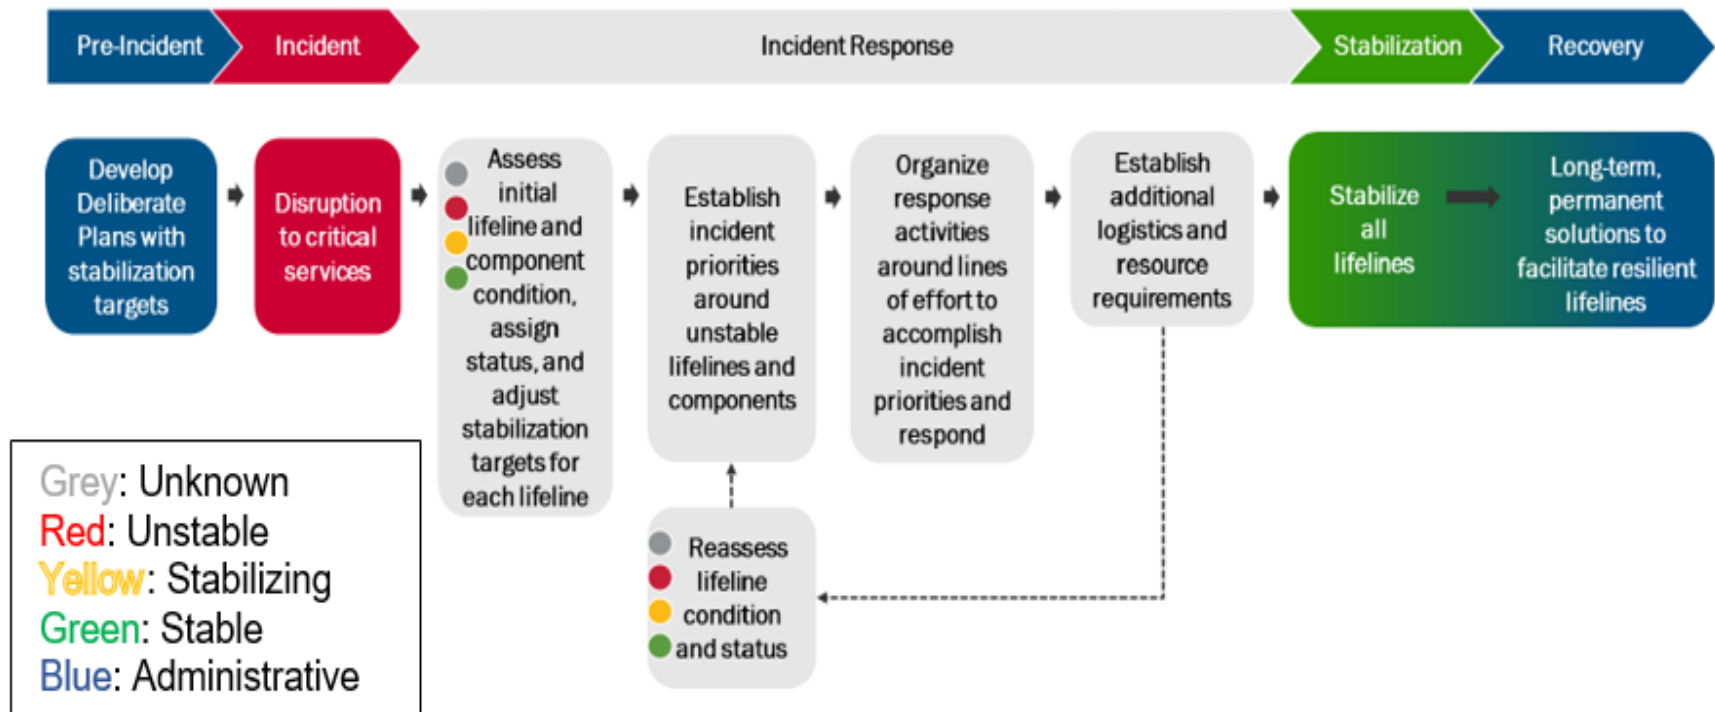 Pre-Incident
Incident
Incident Response
Stabilization
Recovery
Develop
Deliberate
Plans with
stabilization
targets
Disruption
to critical
services
Assess
initial
lifeline and
component
condition,
assign
status, and
adjust
stabilization
targets for
each lifeline
Establish
incident
priorities
around
unstable
lifelines and
components
Organize
response
activities
around lines
of effort to
accomplish
incident
priorities and
respond
Establish
additional
logistics and
resource
requirements
Stabilize
all
lifelines
Long-term,
permanent
solutions to
facilitate resilient
lifelines
Reassess
lifeline
condition
and status
Grey: Unknown
Red: Unstable
Yellow: Stabilizing
Green: Stable
Blue: Administrative